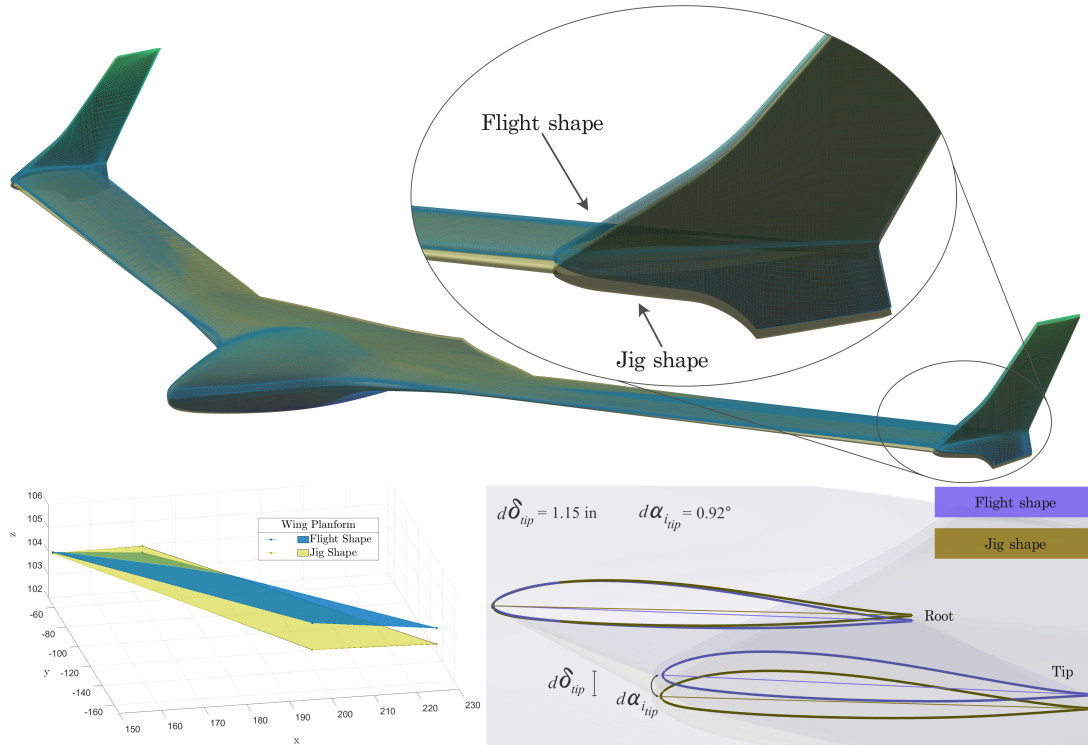 Flight shape
Jig shape
106
105
104
103
102
z
-60
-80
-100
-120
-140
-160
y
150
160
170
180
190
200
210
220
230
x
Wing Planform
Flight Shape
Jig Shape
dδtip = 1.15 in
dαitip = 0.92°
Flight shape
Jig shape
Root
Tip
dδtip
dαitip